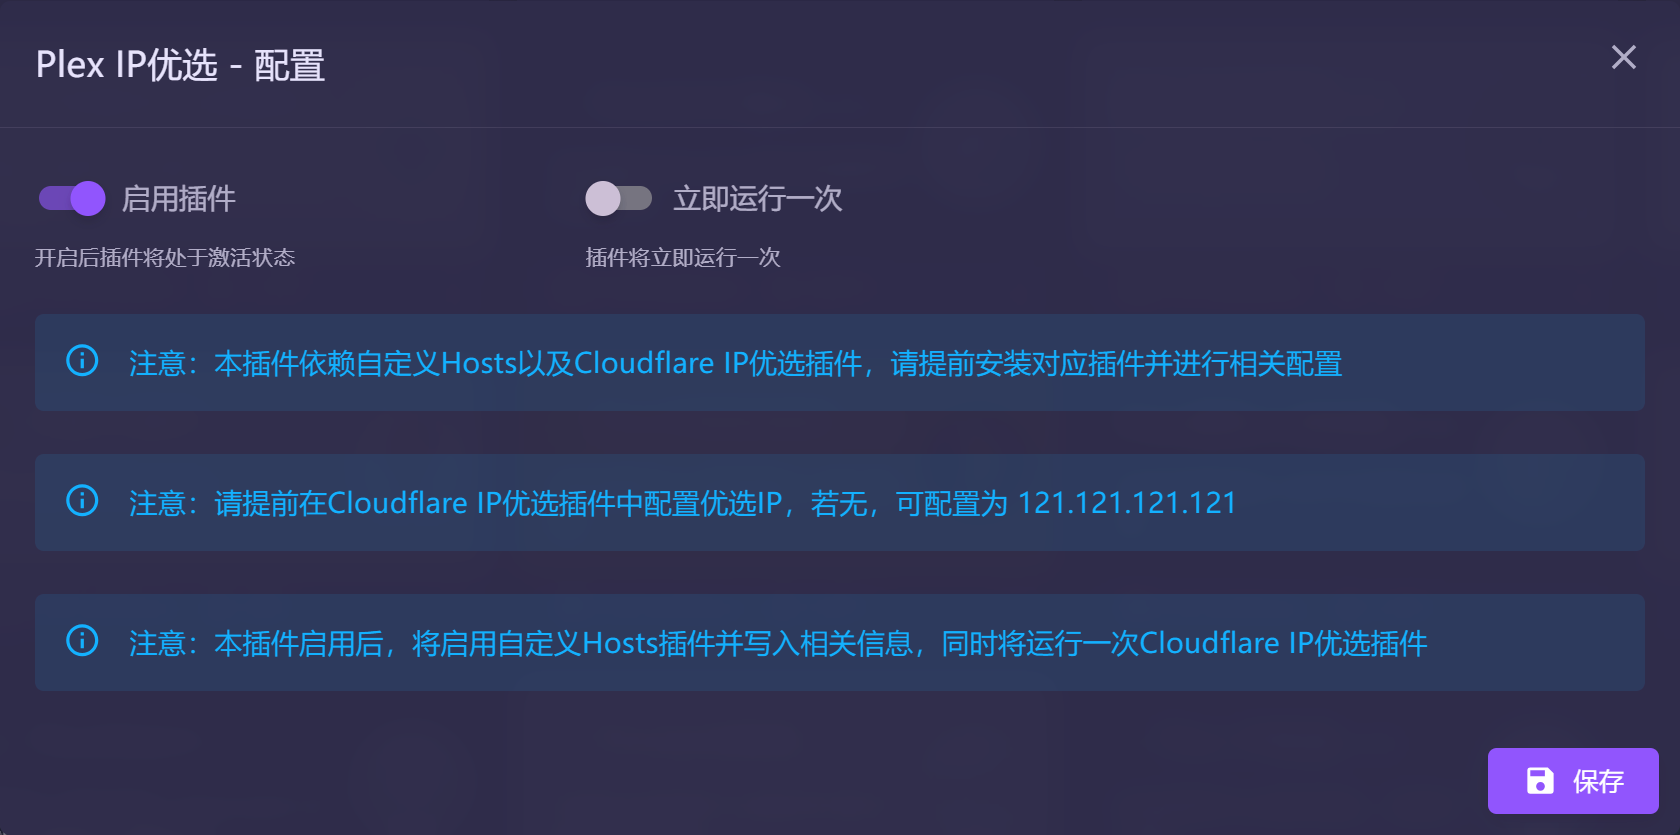 Plex IP优选 - 配置
启用插件
立即运行一次
开启后插件将处于激活状态
插件将立即运行一次
注意：本插件依赖自定义Hosts以及Cloudflare IP优选插件，请提前安装对应插件并进行相关配置
注意：请提前在Cloudflare IP优选插件中配置优选IP，若无，可配置为 121.121.121.121
注意：本插件启用后，将启用自定义Hosts插件并写入相关信息，同时将运行一次Cloudflare IP优选插件
保存